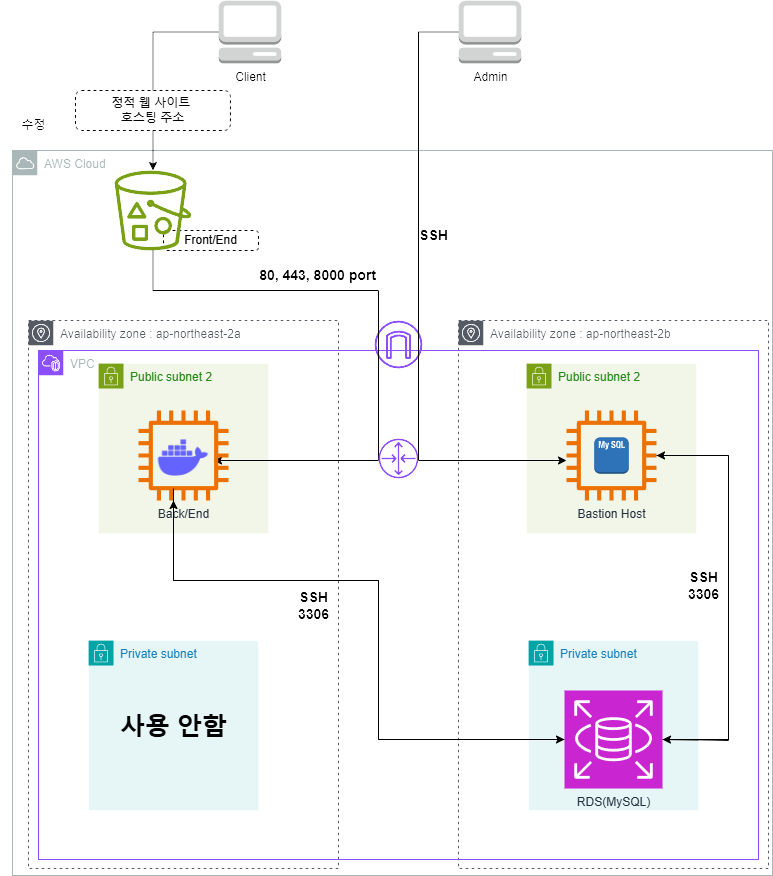 Client
Admin
정적 웹 사이트
호스팅 주소
수정
AWS Cloud
Front/End
SSH
80, 443, 8000 port
Availability zone : ap-northeast-2a
Availability zone : ap-northeast-2b
VPC
Public subnet 2
Public subnet 2
My SQL
Back/End
Bastion Host
SSH
3306
SSH
3306
Private subnet
Private subnet
사용 안함
RDS(MySQL)